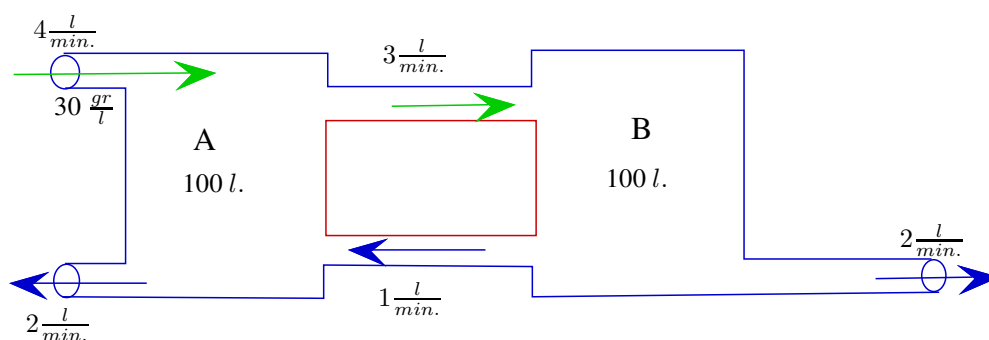 4 l/min.
3 l/min.
30 gr/l
A
B
100 l.
100 l.
2 l/min.
1 l/min.
2 l/min.